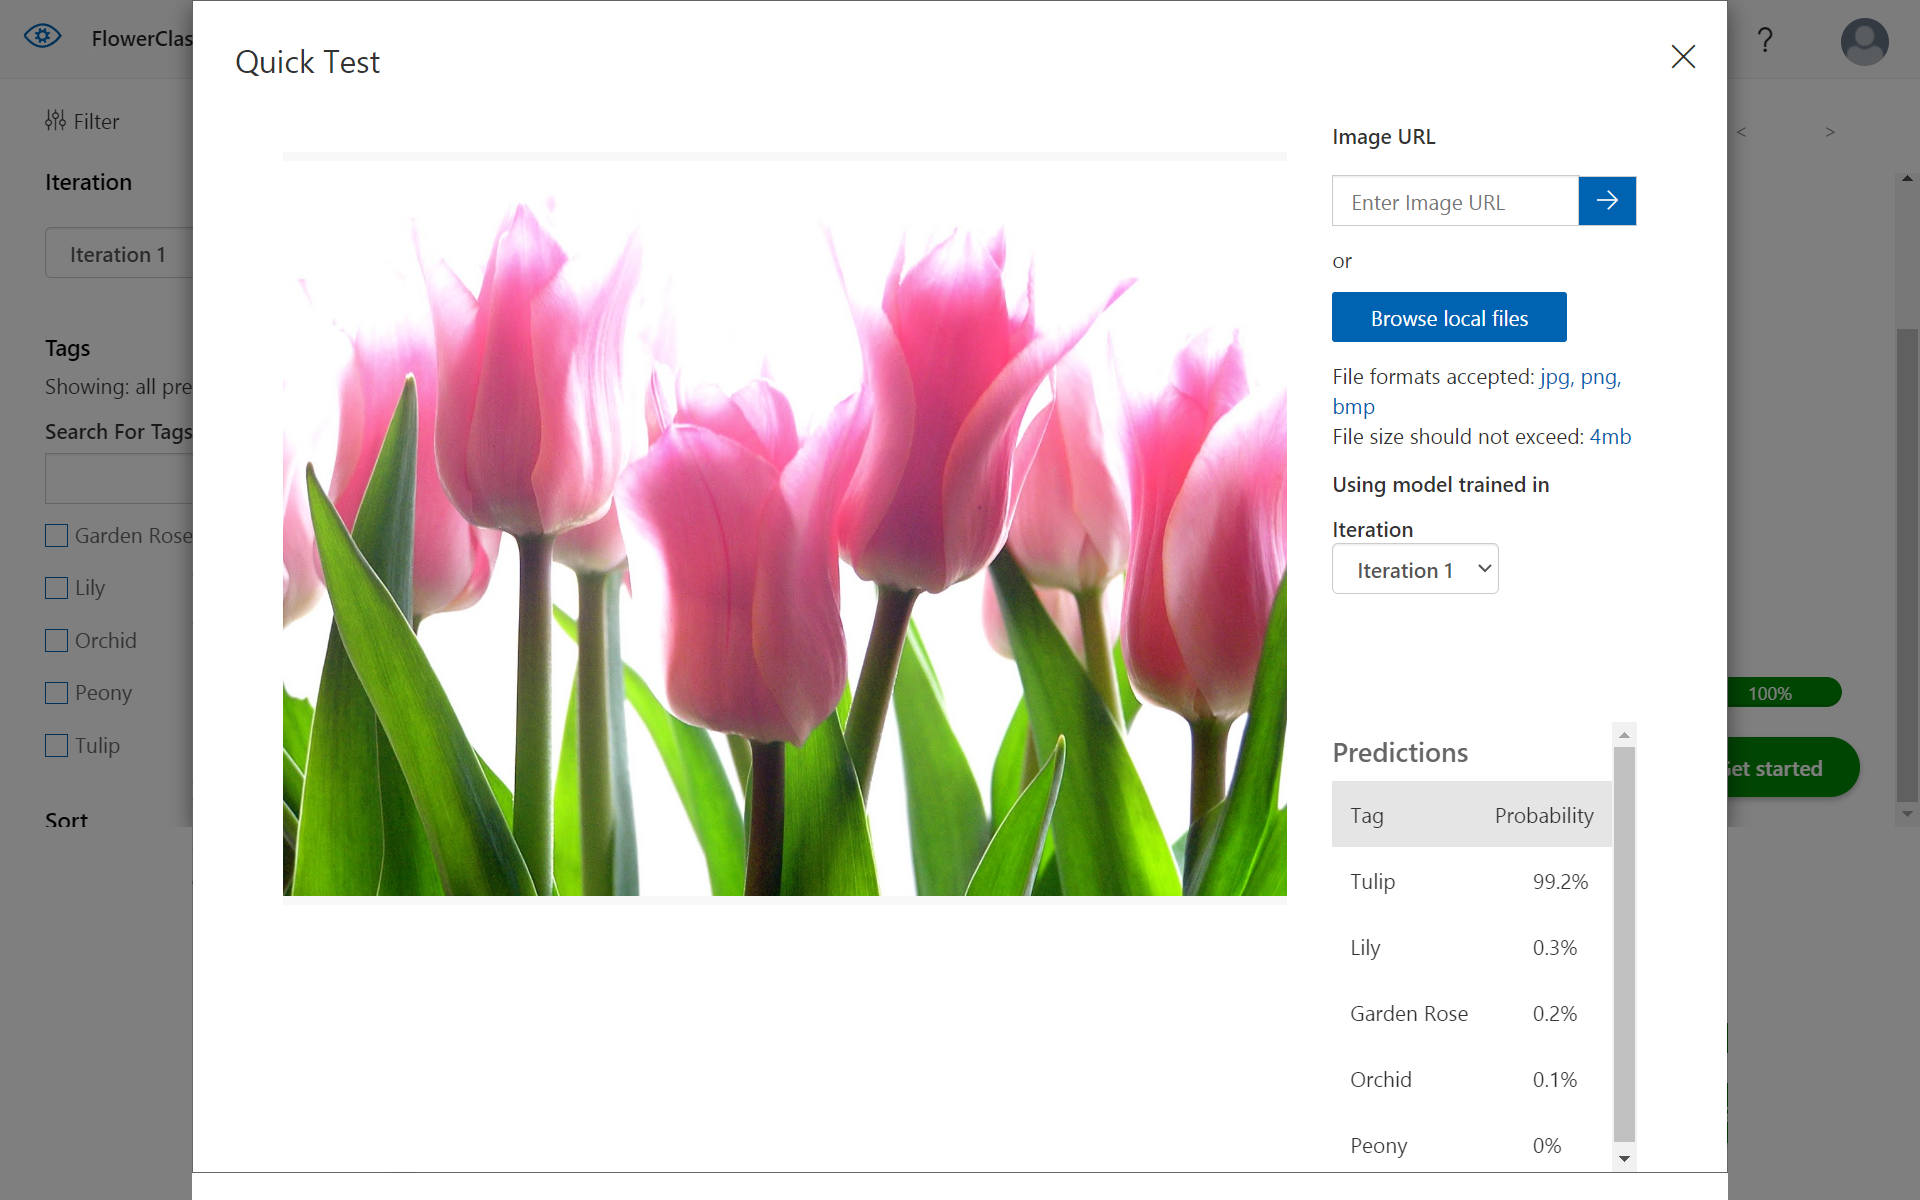 FlowerClas
Quick Test
?
Filter
Iteration
Iteration 1
Tags
Showing: all pre
Search For Tags
Garden Rose
Lily
Orchid
Peony
Tulip
Sort
Image URL
Enter Image URL
or
Browse local files
File formats accepted: jpg, png,
bmp
File size should not exceed: 4mb
Using model trained in
Iteration
Iteration 1
Predictions
Tag Probability
Tulip 99.2%
Lily 0.3%
Garden Rose 0.2%
Orchid 0.1%
Peony 0%
< >
100%
Get started